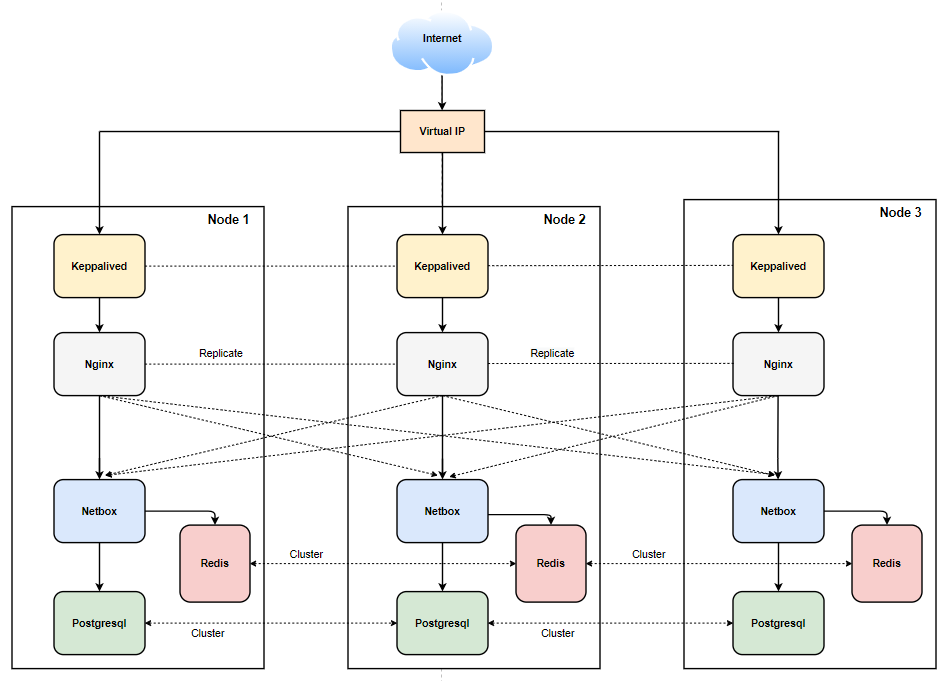 Internet
Virtual IP
Node 1
Node 2
Node 3
Keppalived
Keppalived
Keppalived
Replicate
Replicate
Nginx
Nginx
Nginx
Netbox
Netbox
Netbox
Cluster
Cluster
Redis
Redis
Redis
Postgresql
Postgresql
Postgresql
Cluster
Cluster